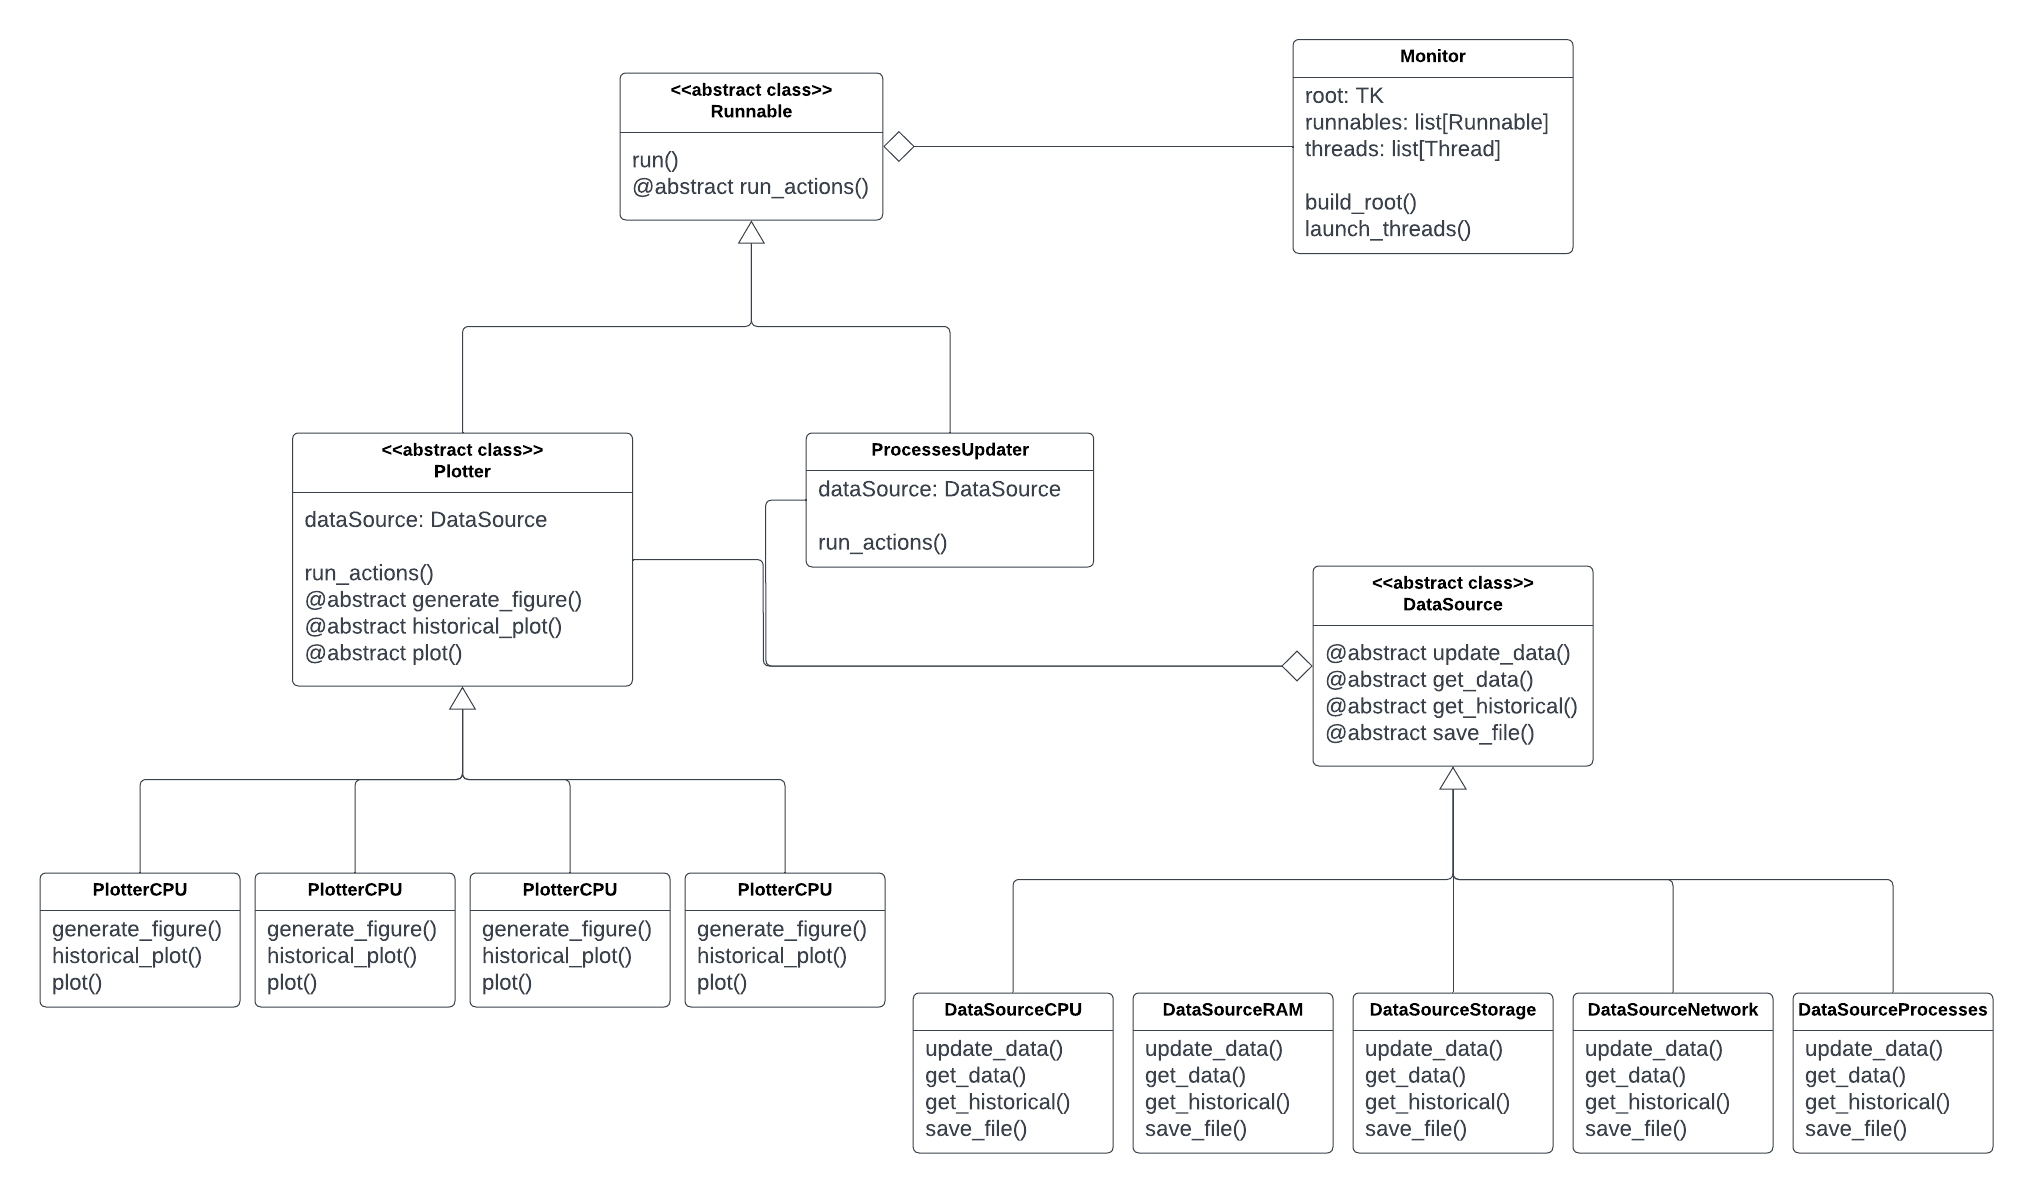 <<abstract class>>
Runnable
run()
@abstract run_actions()
Monitor
root: TK
runnables: list[Runnable]
threads: list[Thread]
build_root()
launch_threads()
<<abstract class>>
Plotter
dataSource: DataSource
run_actions()
@abstract generate_figure()
@abstract historical_plot()
@abstract plot()
ProcessesUpdater
dataSource: DataSource
run_actions()
<<abstract class>>
DataSource
@abstract update_data()
@abstract get_data()
@abstract get_historical()
@abstract save_file()
PlotterCPU
generate_figure()
historical_plot()
plot()
PlotterCPU
generate_figure()
historical_plot()
plot()
PlotterCPU
generate_figure()
historical_plot()
plot()
PlotterCPU
generate_figure()
historical_plot()
plot()
DataSourceCPU
update_data()
get_data()
get_historical()
save_file()
DataSourceRAM
update_data()
get_data()
get_historical()
save_file()
DataSourceStorage
update_data()
get_data()
get_historical()
save_file()
DataSourceNetwork
update_data()
get_data()
get_historical()
save_file()
DataSourceProcesses
update_data()
get_data()
get_historical()
save_file()